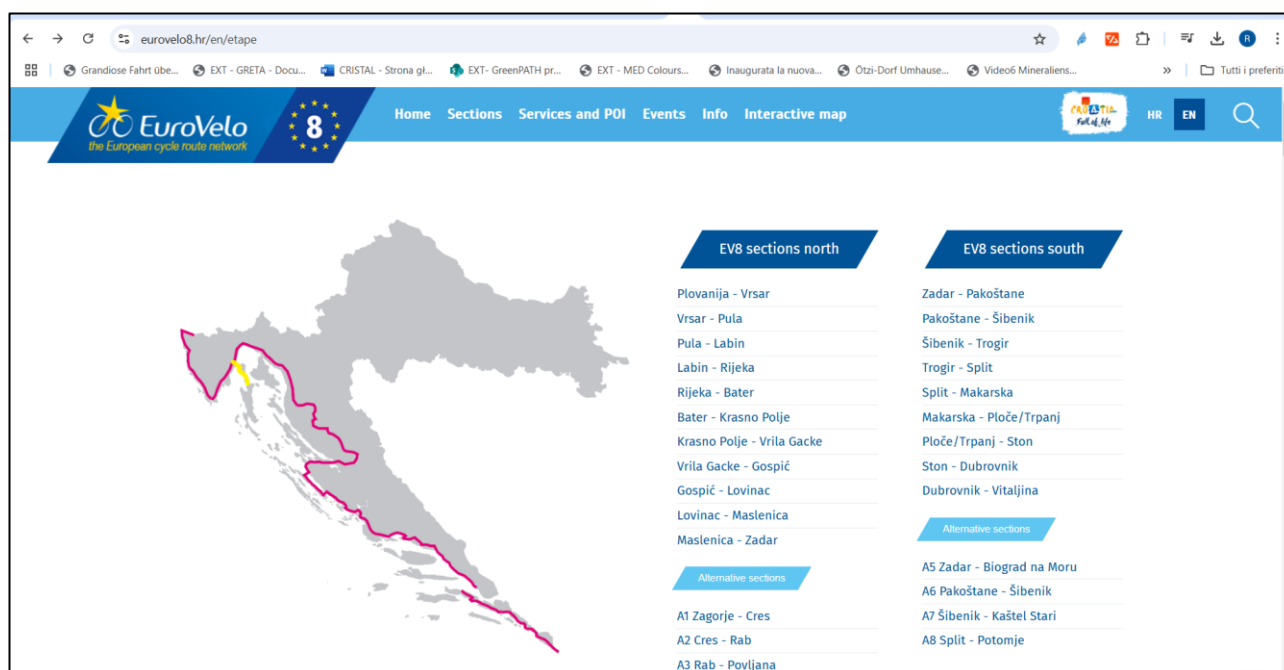 eurovelo8.hr/en/etape
Grandiose Fahrt übe... EXT - GRETA - Docu... CRISTAL - Strona gł... EXT- GreenPATH pr... EXT - MED Colours... Inaugurata la nuova... Ötzi-Dorf Umhause... Video6 Mineraliens... » Tutti i preferiti
EuroVelo
the European cycle route network
8
Home Sections Services and POI Events Info Interactive map
CROATIA
Full of life
HR EN
EV8 sections north
Plovanija - Vrsar
Vrsar - Pula
Pula - Labin
Labin - Rijeka
Rijeka - Bater
Bater - Krasno Polje
Krasno Polje - Vrila Gacke
Vrila Gacke - Gospić
Gospić - Lovinac
Lovinac - Maslenica
Maslenica - Zadar
Alternative sections
A1 Zagorje - Cres
A2 Cres - Rab
A3 Rab - Povljana
EV8 sections south
Zadar - Pakoštane
Pakoštane - Šibenik
Šibenik - Trogir
Trogir - Split
Split - Makarska
Makarska - Ploče/Trpanj
Ploče/Trpanj - Ston
Ston - Dubrovnik
Dubrovnik - Vitaljina
Alternative sections
A5 Zadar - Biograd na Moru
A6 Pakoštane - Šibenik
A7 Šibenik - Kaštel Stari
A8 Split - Potomje